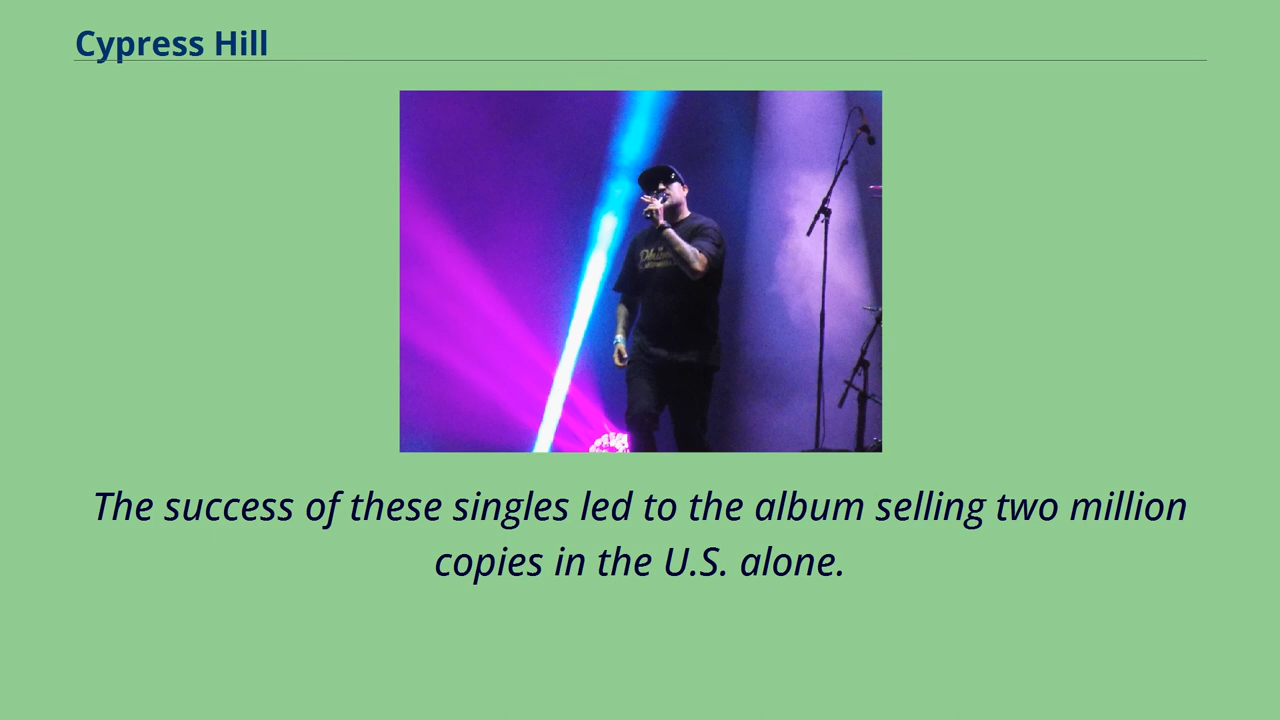 Cypress Hill
The success of these singles led to the album selling two million
copies in the U.S. alone.